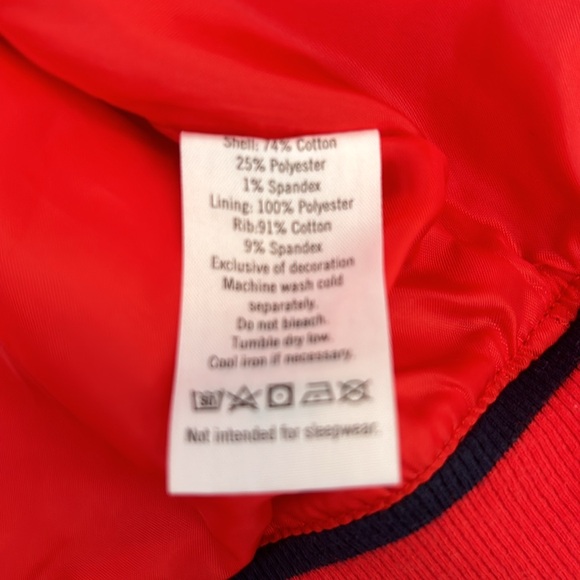 Shell: 74% Cotton
25% Polyester
1% Spandex
Lining: 100% Polyester
Rib:91% Cotton
9% Spandex
Exclusive of decoration
Machine wash cold
separately.
Do not bleach.
Tumble dry low.
Cool iron if necessary.
Not intended for sleepwear.